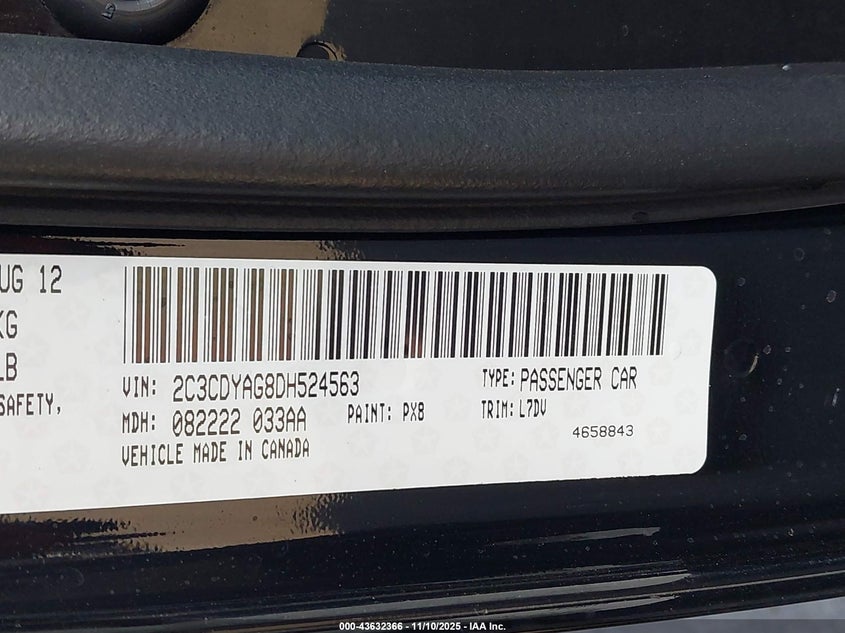 UG 12
KG
LB
SAFETY,
VIN: 2C3CDYAG8DH524563
TYPE: PASSENGER CAR
MDH: 082222 033AA
PAINT: PX8
TRIM: L7DV
VEHICLE MADE IN CANADA
4658843
000-43632366 - 11/10/2025 - IAA Inc.